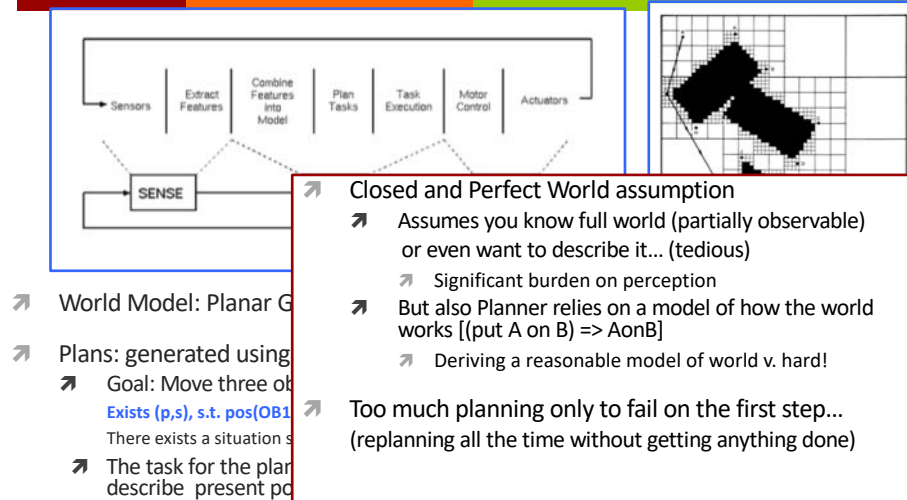 Sensors
Extract
Features
Combine
Features
into
Model
Plan
Tasks
Task
Execution
Motor
Control
Actuators
SENSE
World Model: Planar G
Plans: generated using
Goal: Move three ob
Exists (p,s), s.t. pos(OB1
There exists a situation s
The task for the plan
describe present po
Closed and Perfect World assumption
Assumes you know full world (partially observable)
or even want to describe it... (tedious)
Significant burden on perception
But also Planner relies on a model of how the world
works [(put A on B) => AonB]
Deriving a reasonable model of world v. hard!
Too much planning only to fail on the first step...
(replanning all the time without getting anything done)